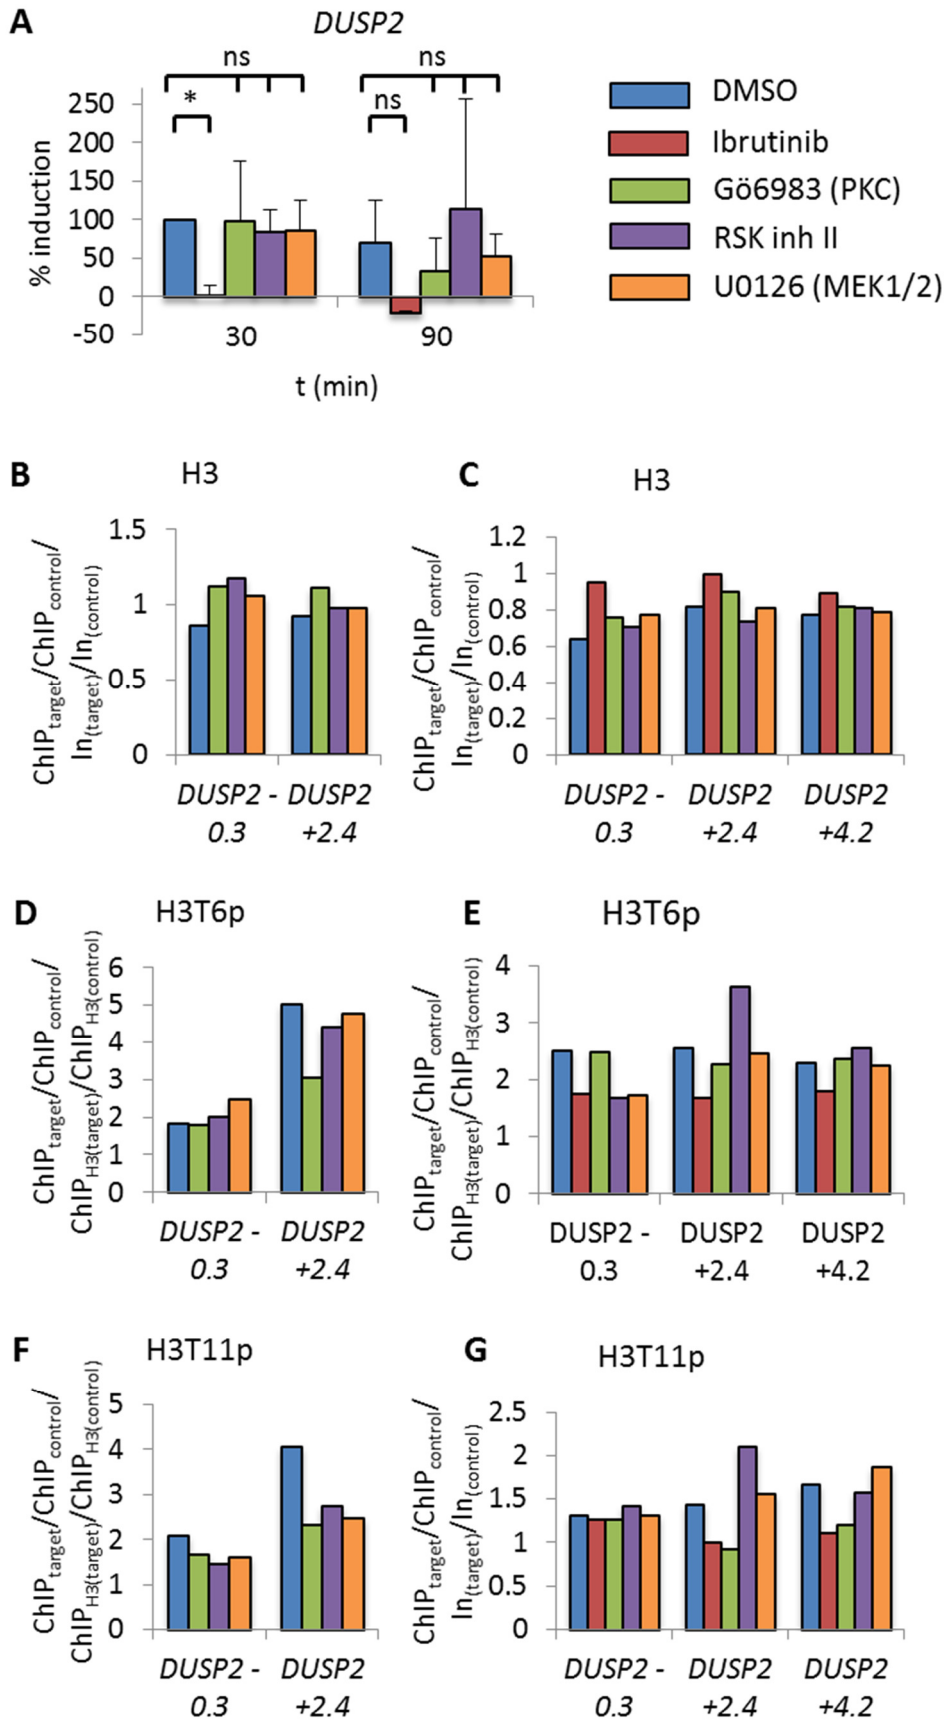 A
DUSP2
ns
ns
*
ns
% induction
250
200
150
100
50
0
-50
30
90
t (min)
DMSO
Ibrutinib
Gö6983 (PKC)
RSK inh II
U0126 (MEK1/2)
B
H3
ChIPtarget/ChIPcontrol/
In(target)/In(control)
1.5
1
0.5
0
DUSP2 -
0.3
DUSP2
+2.4
C
H3
ChIPtarget/ChIPcontrol/
In(target)/In(control)
1.2
1
0.8
0.6
0.4
0.2
0
DUSP2 -
0.3
DUSP2
+2.4
DUSP2
+4.2
D
H3T6p
ChIPtarget/ChIPcontrol/
ChIPH3(target)/ChIPH3(control)
6
5
4
3
2
1
0
DUSP2 -
0.3
DUSP2
+2.4
E
H3T6p
ChIPtarget/ChIPcontrol/
ChIPH3(target)/ChIPH3(control)
4
3
2
1
0
DUSP2 -
0.3
DUSP2
+2.4
DUSP2
+4.2
F
H3T11p
ChIPtarget/ChIPcontrol/
ChIPH3(target)/ChIPH3(control)
5
4
3
2
1
0
DUSP2 -
0.3
DUSP2
+2.4
G
H3T11p
ChIPtarget/ChIPcontrol/
In(target)/In(control)
2.5
2
1.5
1
0.5
0
DUSP2 -
0.3
DUSP2
+2.4
DUSP2
+4.2